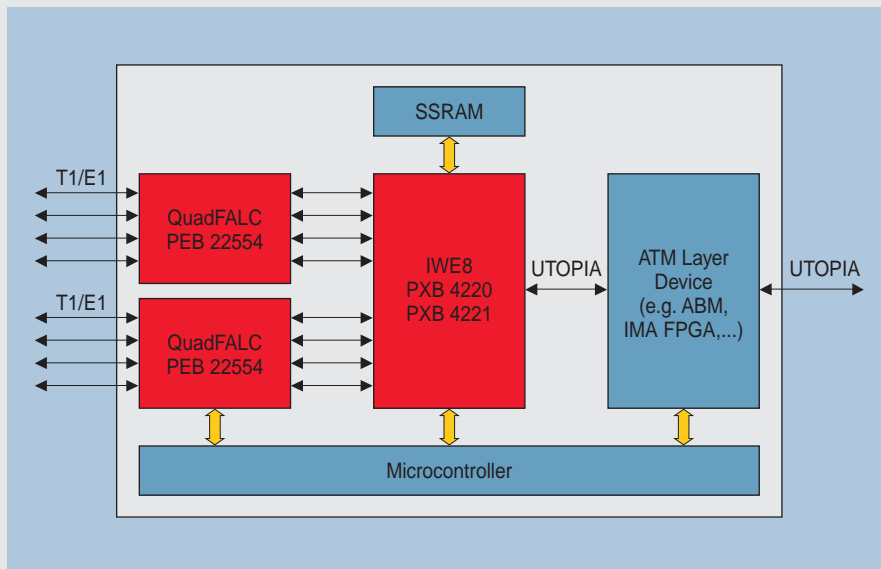 SSRAM
T1/E1
QuadFALC
PEB 22554
T1/E1
QuadFALC
PEB 22554
IWE8
PXB 4220
PXB 4221
UTOPIA
ATM Layer
Device
(e.g. ABM,
IMA FPGA,...)
UTOPIA
Microcontroller